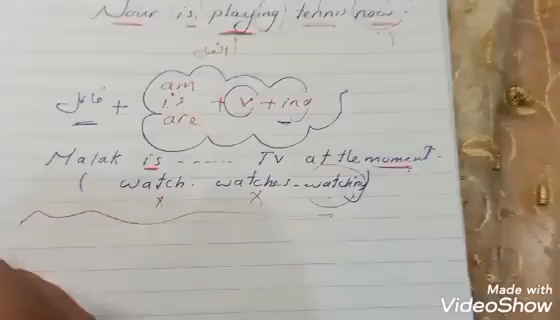 Nour is playing tennis now.
الفعل
فاعل + am is are + v. + ing
Malak is ------ TV at the moment.
( watch - watches - watching)
x x
Made with
VideoShow